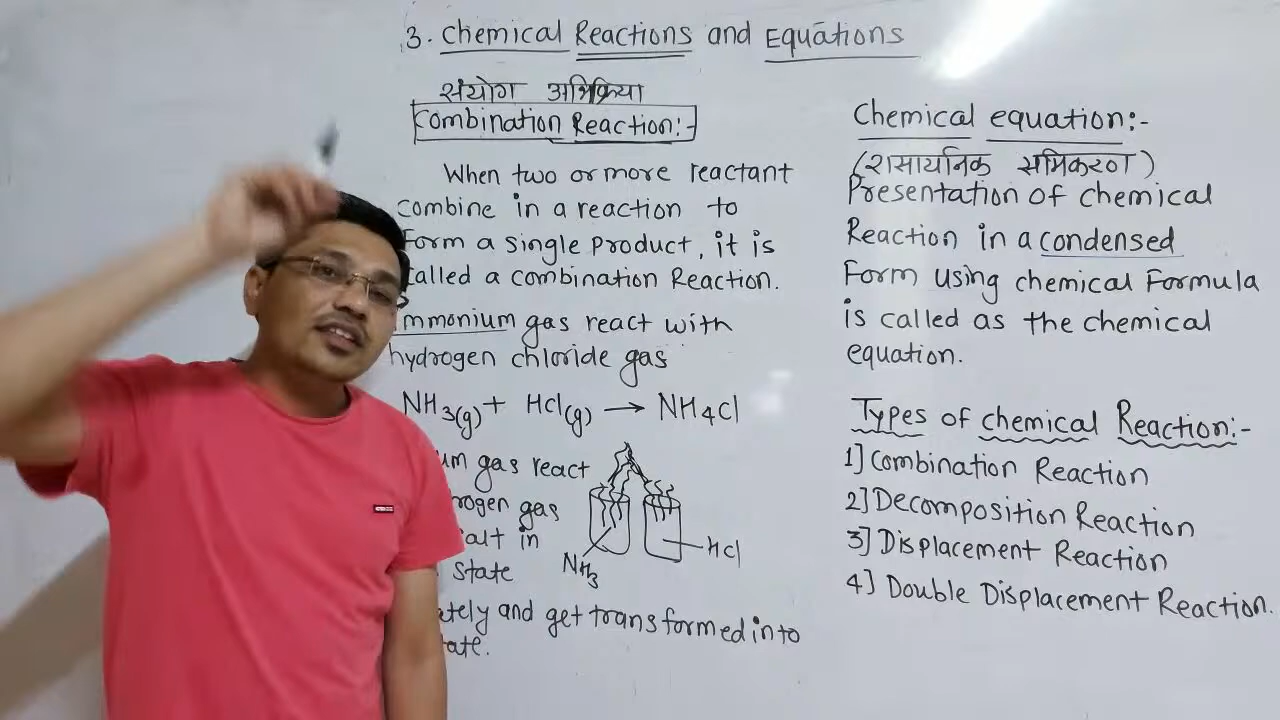 3. Chemical Reactions and Equations
संयोग अभिक्रिया
Combination Reaction:-
When two or more reactant
combine in a reaction to
form a single product, it is
called a combination Reaction.
mmonium gas react with
hydrogen chloride gas
NH3(g) + Hcl(g) → NH4Cl
um gas react
rogen gas
salt in
state
NH3
Hcl
ately and get transformed into
tate.
Chemical equation:-
(रासायनिक समिकरण)
Presentation of chemical
Reaction in a condensed
Form using chemical Formula
is called as the chemical
equation.
Types of chemical Reaction:-
1] Combination Reaction
2] Decomposition Reaction
3] Displacement Reaction
4] Double Displacement Reaction.